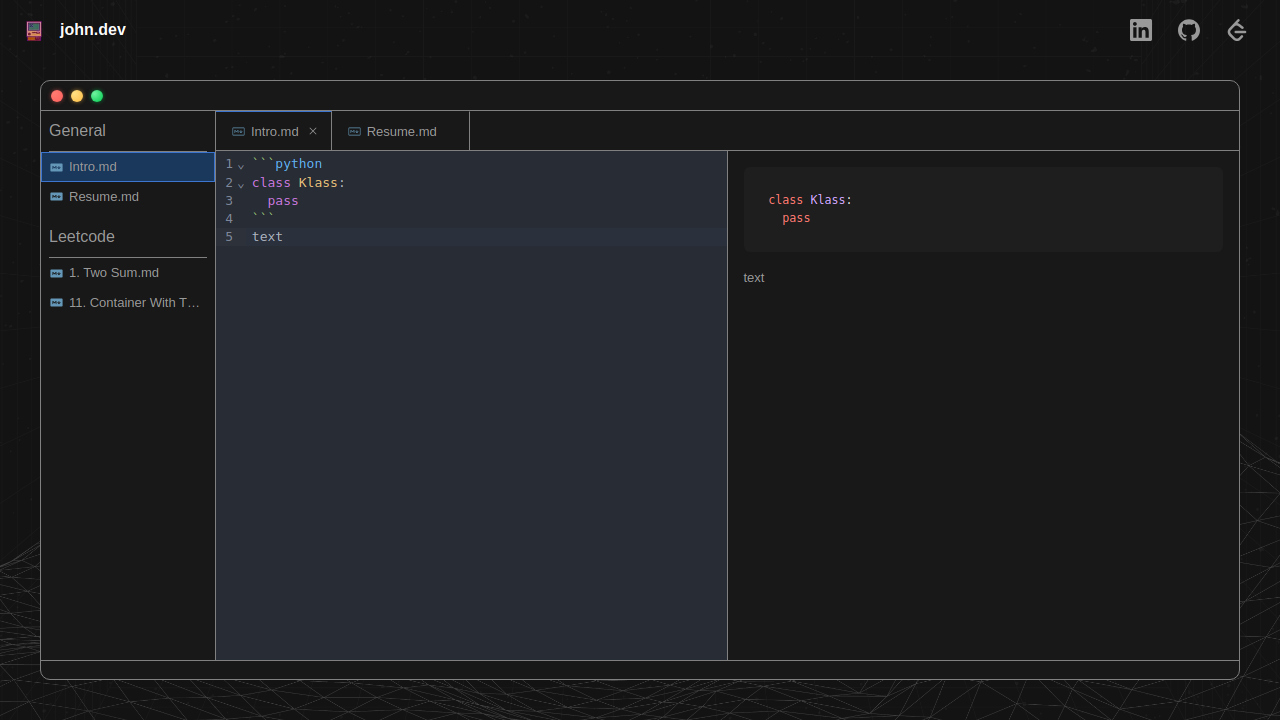 john.dev
General
Intro.md
Resume.md
Leetcode
1. Two Sum.md
11. Container With T…
Intro.md ×
Resume.md
1 ```python
2 class Klass:
3   pass
4 ```
5 text
class Klass:
  pass
text